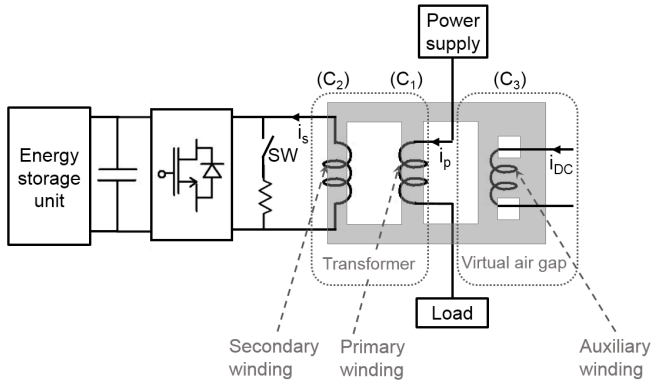 Power
supply
(C₂)
(C₁)
(C₃)
iₛ
SW
iₚ
i_DC
Energy
storage
unit
Transformer
Virtual air gap
Load
Secondary
winding
Primary
winding
Auxiliary
winding